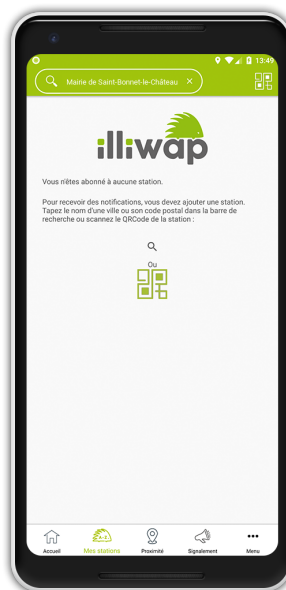 13:49
Mairie de Saint-Bonnet-le-Château ×
illiwap
Vous n'êtes abonné à aucune station.
Pour recevoir des notifications, vous devez ajouter une station.
Tapez le nom d'une ville ou son code postal dans la barre de
recherche ou scannez le QRCode de la station :
Ou
A-Z
Accueil Mes stations Proximité Signalement Menu